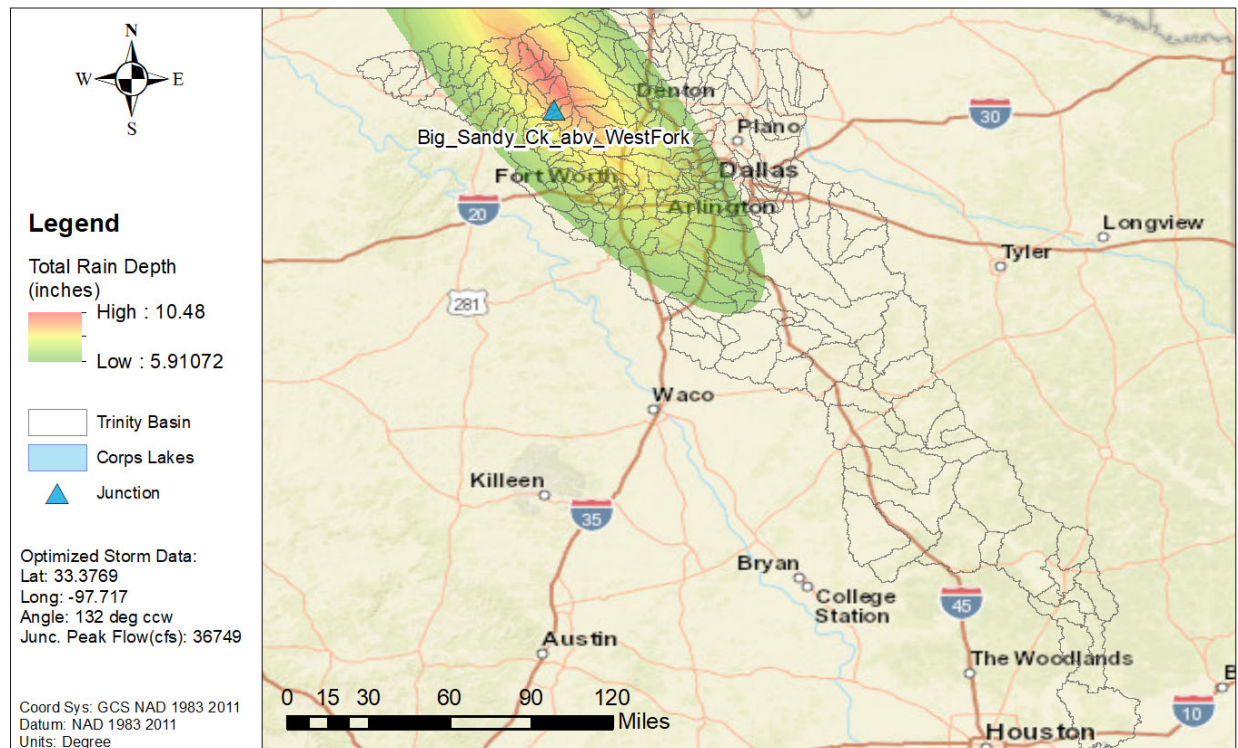 N
W E
S
Legend
Total Rain Depth
(inches)
High : 10.48
Low : 5.91072
Trinity Basin
Corps Lakes
Junction
Optimized Storm Data:
Lat: 33.3769
Long: -97.717
Angle: 132 deg ccw
Junc. Peak Flow(cfs): 36749
Coord Sys: GCS NAD 1983 2011
Datum: NAD 1983 2011
Units: Degree
Denton
30
Plano
Big_Sandy_Ck_abv_WestFork
Dallas
Fort Worth
20
Arlington
Longview
Tyler
281
Waco
Killeen
35
Bryan
College
Station
45
Austin
The Woodlands
B
10
Houston
0 15 30 60 90 120
Miles